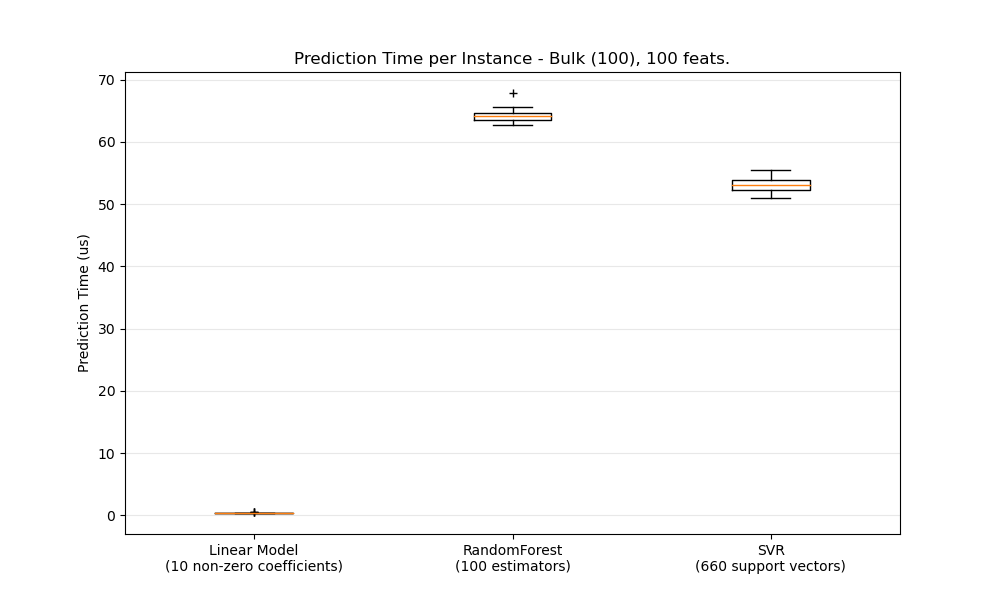 Prediction Time per Instance - Bulk (100), 100 feats.
70
60
50
40
30
20
10
0
Prediction Time (us)
Linear Model
(10 non-zero coefficients)
RandomForest
(100 estimators)
SVR
(660 support vectors)